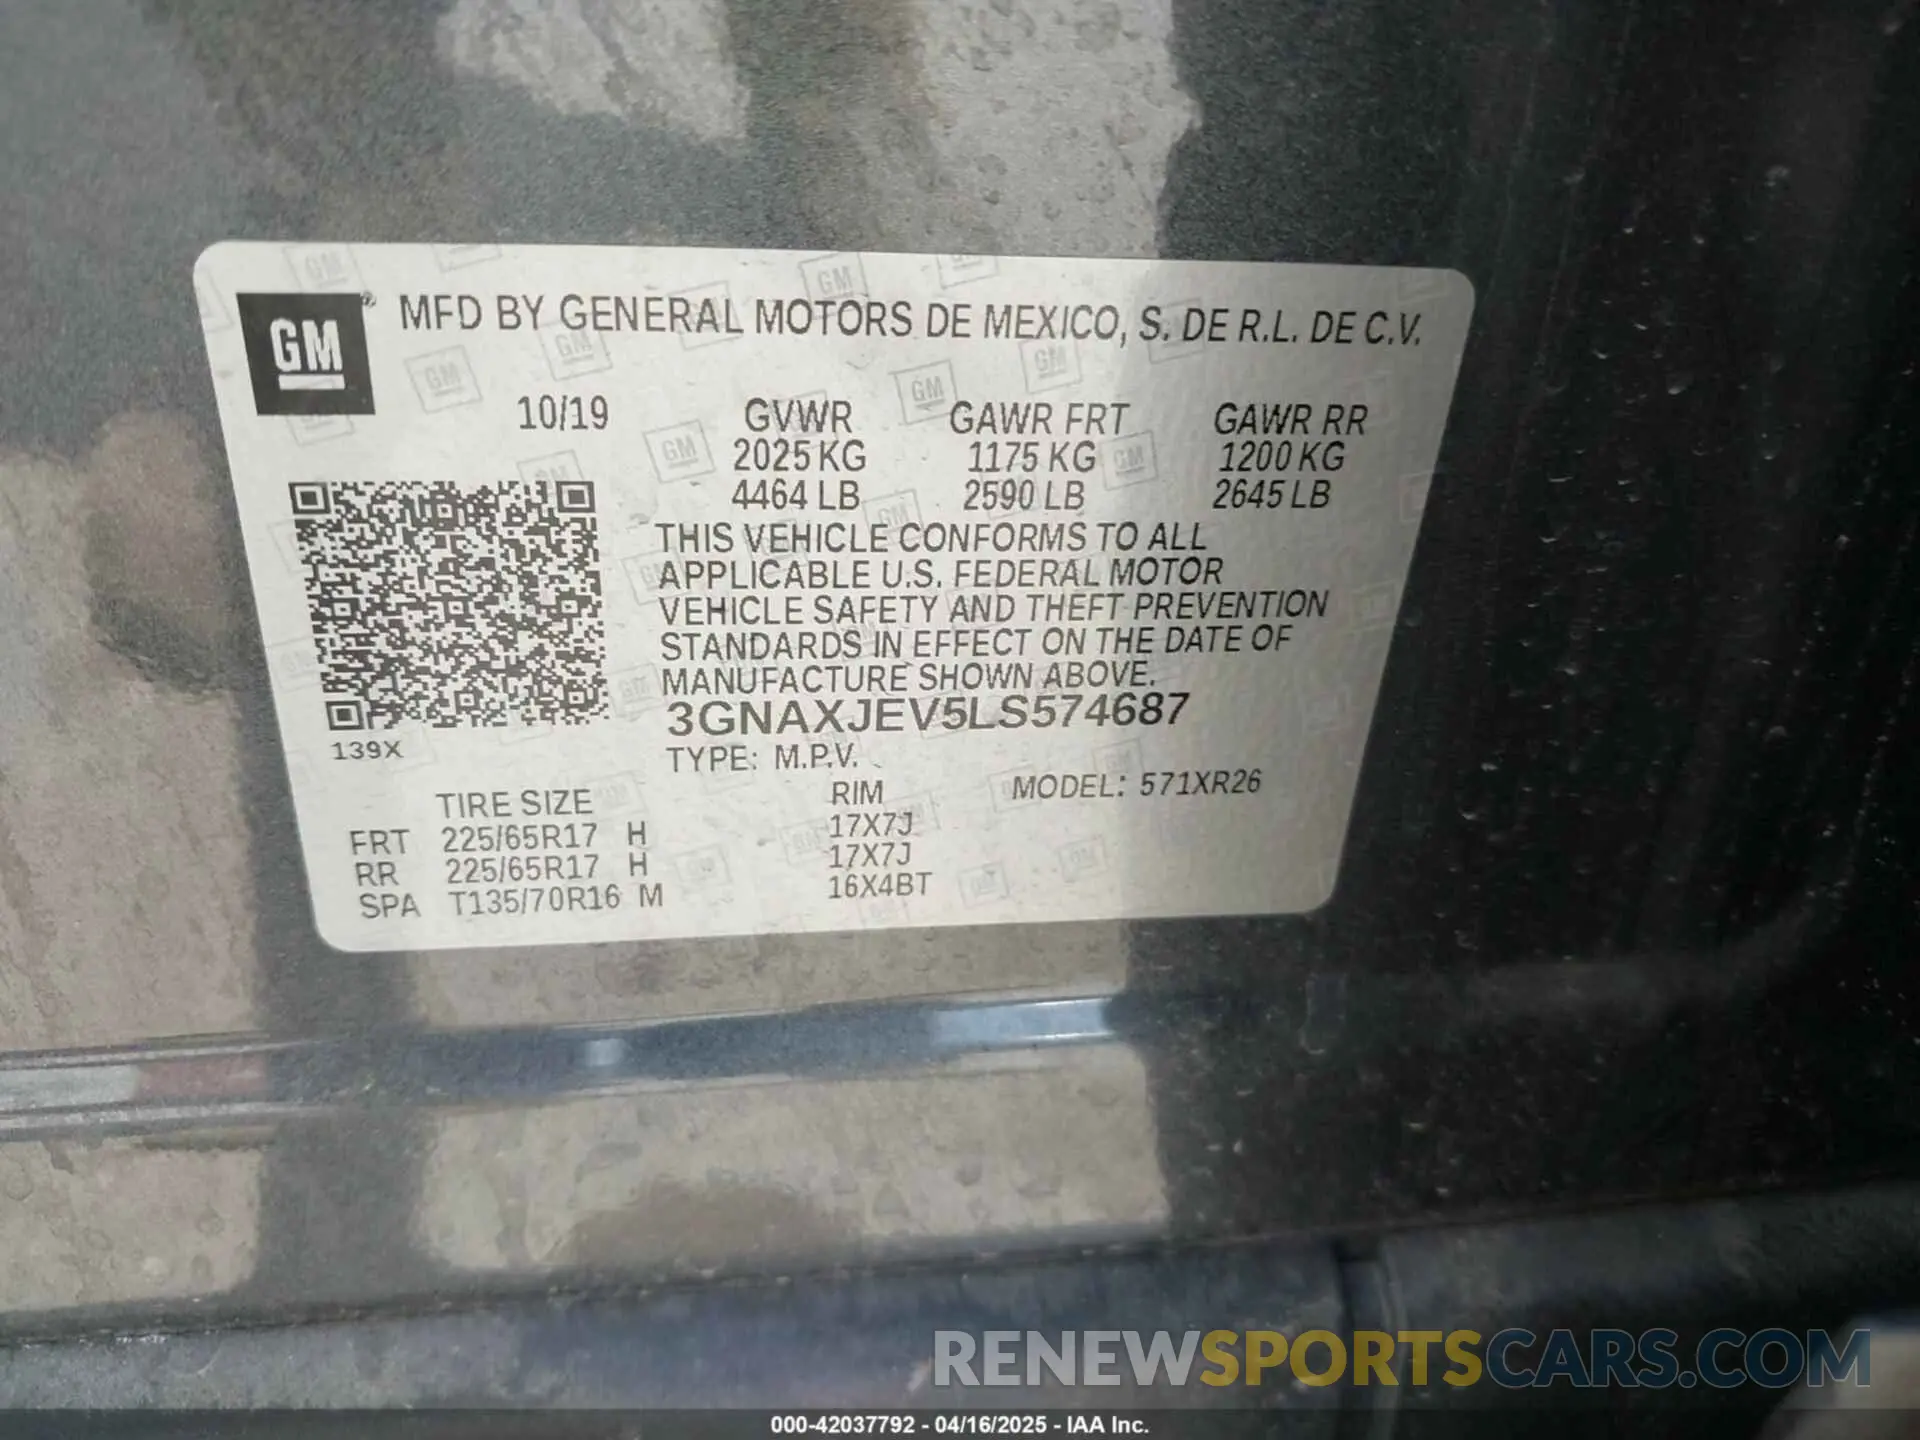 GM® MFD BY GENERAL MOTORS DE MEXICO, S. DE R.L. DE C.V.
10/19 GVWR GAWR FRT GAWR RR
2025 KG 1175 KG 1200 KG
4464 LB 2590 LB 2645 LB
THIS VEHICLE CONFORMS TO ALL
APPLICABLE U.S. FEDERAL MOTOR
VEHICLE SAFETY AND THEFT PREVENTION
STANDARDS IN EFFECT ON THE DATE OF
MANUFACTURE SHOWN ABOVE.
3GNAXJEV5LS574687
139X
TYPE: M.P.V.
TIRE SIZE RIM MODEL: 571XR26
FRT 225/65R17 H 17X7J
RR 225/65R17 H 17X7J
SPA T135/70R16 M 16X4BT
RENEWSPORTSCARS.COM
000-42037792 - 04/16/2025 - IAA Inc.